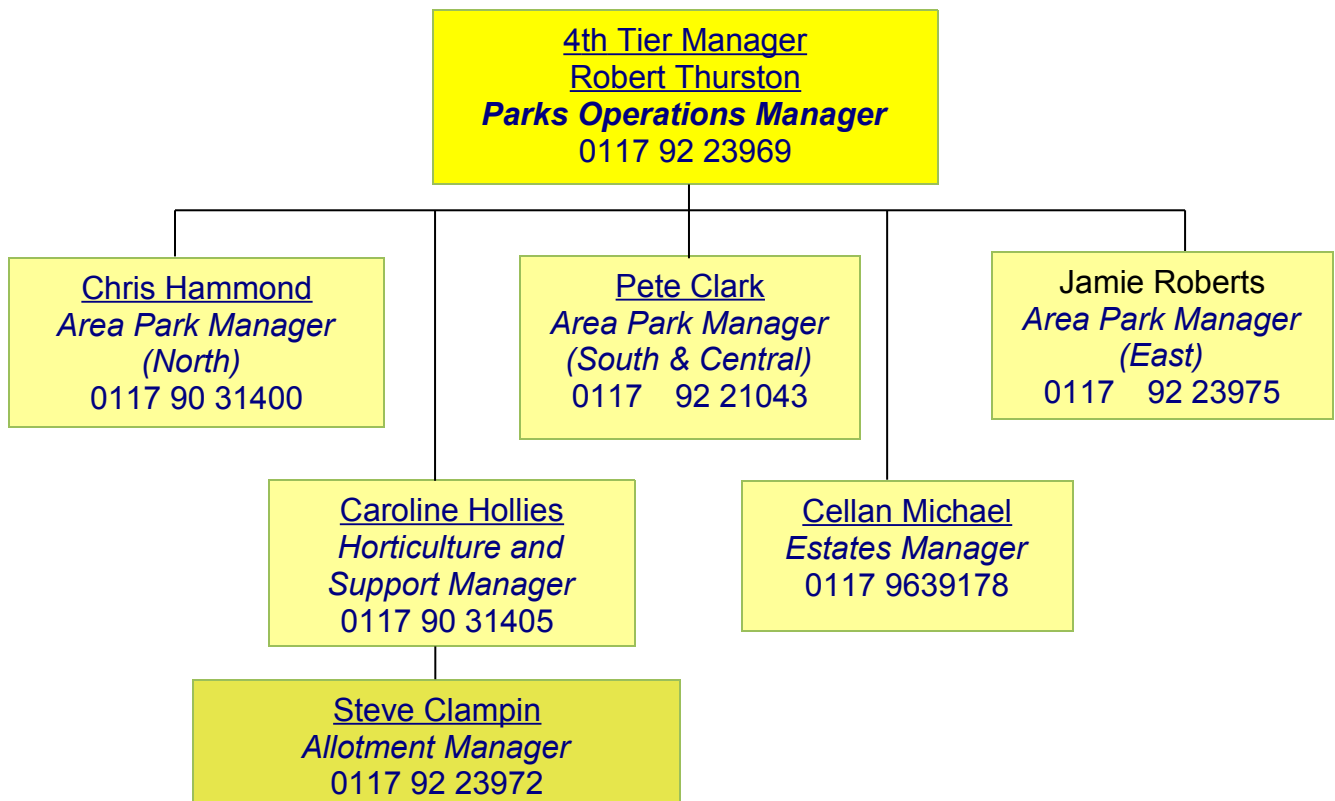 4th Tier Manager
Robert Thurston
Parks Operations Manager
0117 92 23969
Chris Hammond
Area Park Manager
(North)
0117 90 31400
Pete Clark
Area Park Manager
(South & Central)
0117 92 21043
Jamie Roberts
Area Park Manager
(East)
0117 92 23975
Caroline Hollies
Horticulture and
Support Manager
0117 90 31405
Cellan Michael
Estates Manager
0117 9639178
Steve Clampin
Allotment Manager
0117 92 23972